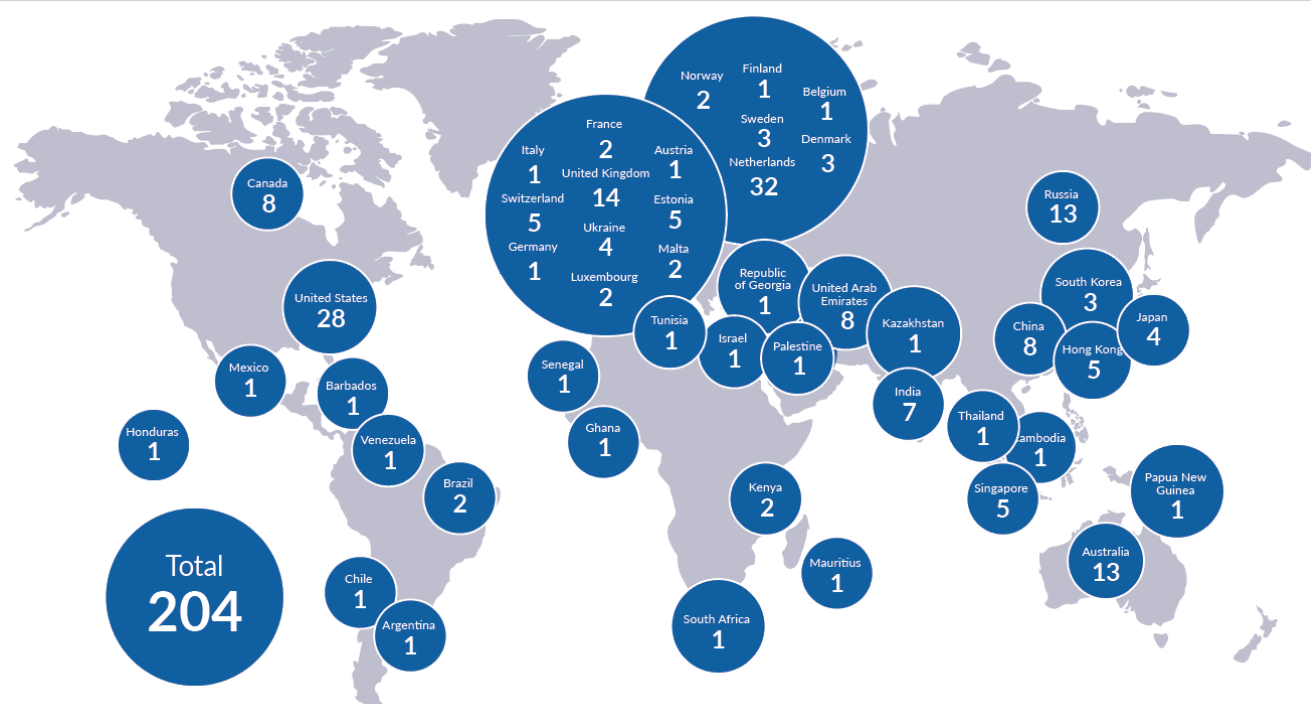 Norway
2
Finland
1
Belgium
1
Sweden
3
Denmark
3
Netherlands
32
France
2
Italy
1
Austria
1
United Kingdom
14
Switzerland
5
Estonia
5
Ukraine
4
Germany
1
Malta
2
Luxembourg
2
Canada
8
United States
28
Mexico
1
Barbados
1
Honduras
1
Venezuela
1
Brazil
2
Chile
1
Argentina
1
Total
204
Republic
of Georgia
1
United Arab
Emirates
8
Kazakhstan
1
Tunisia
1
Israel
1
Palestine
1
Senegal
1
Ghana
1
Kenya
2
Mauritius
1
South Africa
1
Russia
13
South Korea
3
China
8
Hong Kong
5
Japan
4
India
7
Thailand
1
ambodia
1
Singapore
5
Papua New
Guinea
1
Australia
13